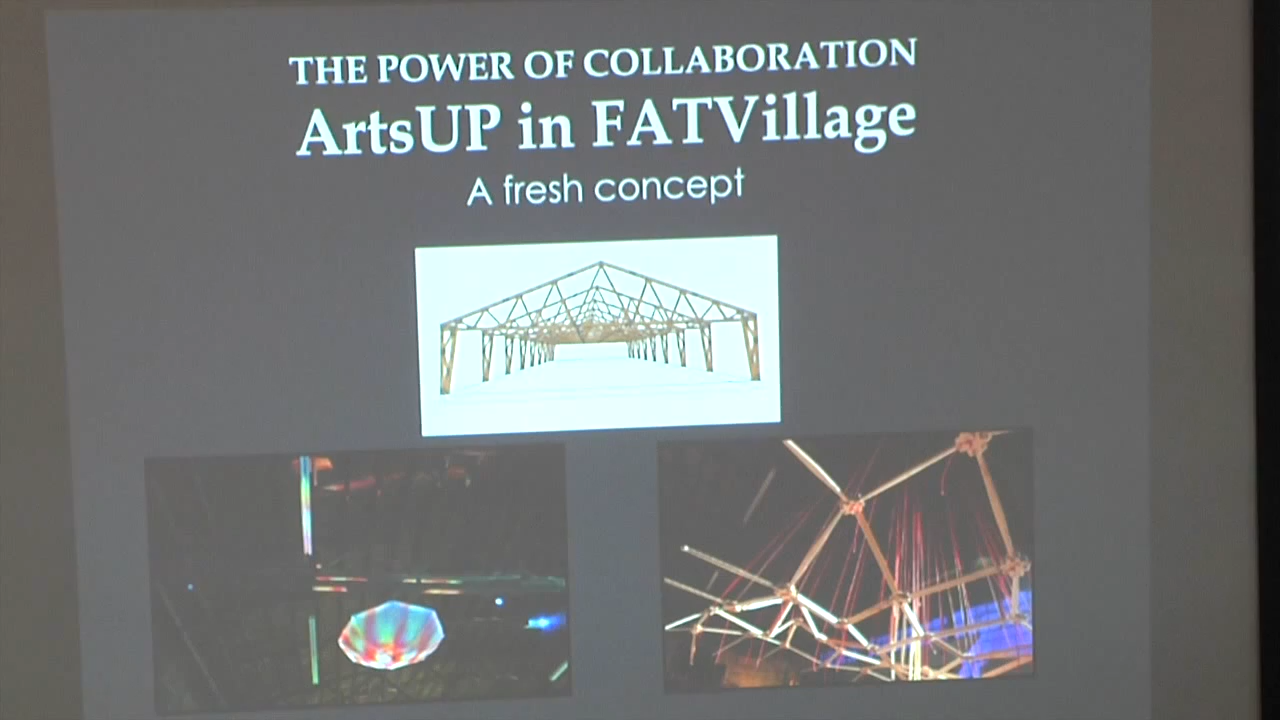 THE POWER OF COLLABORATION
ArtsUP in FATVillage
A fresh concept